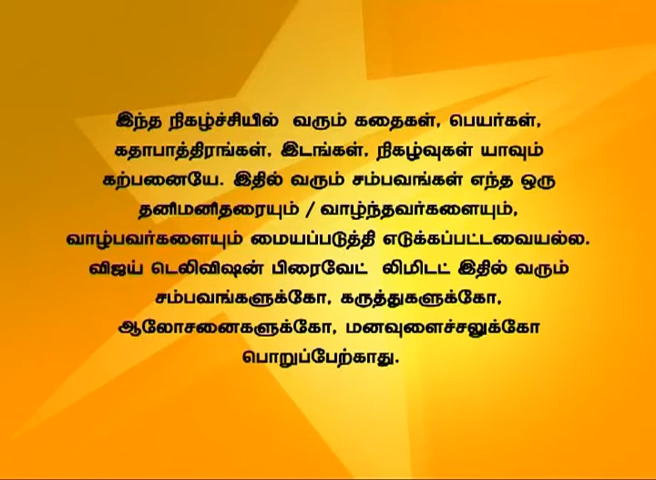 இந்த நிகழ்ச்சியில் வரும் கதைகள், பெயர்கள்,
கதாபாத்திரங்கள், இடங்கள், நிகழ்வுகள் யாவும்
கற்பனையே. இதில் வரும் சம்பவங்கள் எந்த ஒரு
தனிமனிதரையும் / வாழ்ந்தவர்களையும்,
வாழ்பவர்களையும் மையப்படுத்தி எடுக்கப்பட்டவையல்ல.
விஜய் டெலிவிஷன் பிரைவேட் லிமிடட் இதில் வரும்
சம்பவங்களுக்கோ, கருத்துகளுக்கோ,
ஆலோசனைகளுக்கோ, மனவுளைச்சலுக்கோ
பொறுப்பேற்காது.